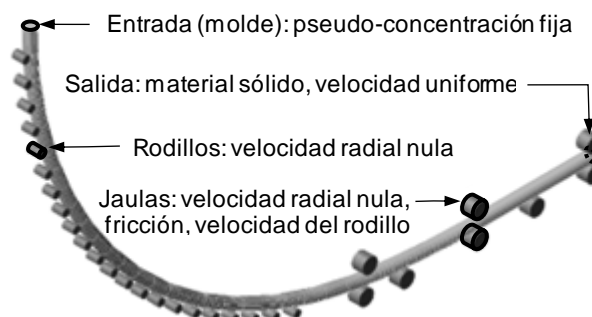 Entrada (molde): pseudo-concentración fija
Salida: material sólido, velocidad uniforme
Rodillos: velocidad radial nula
Jaulas: velocidad radial nula,
fricción, velocidad del rodillo